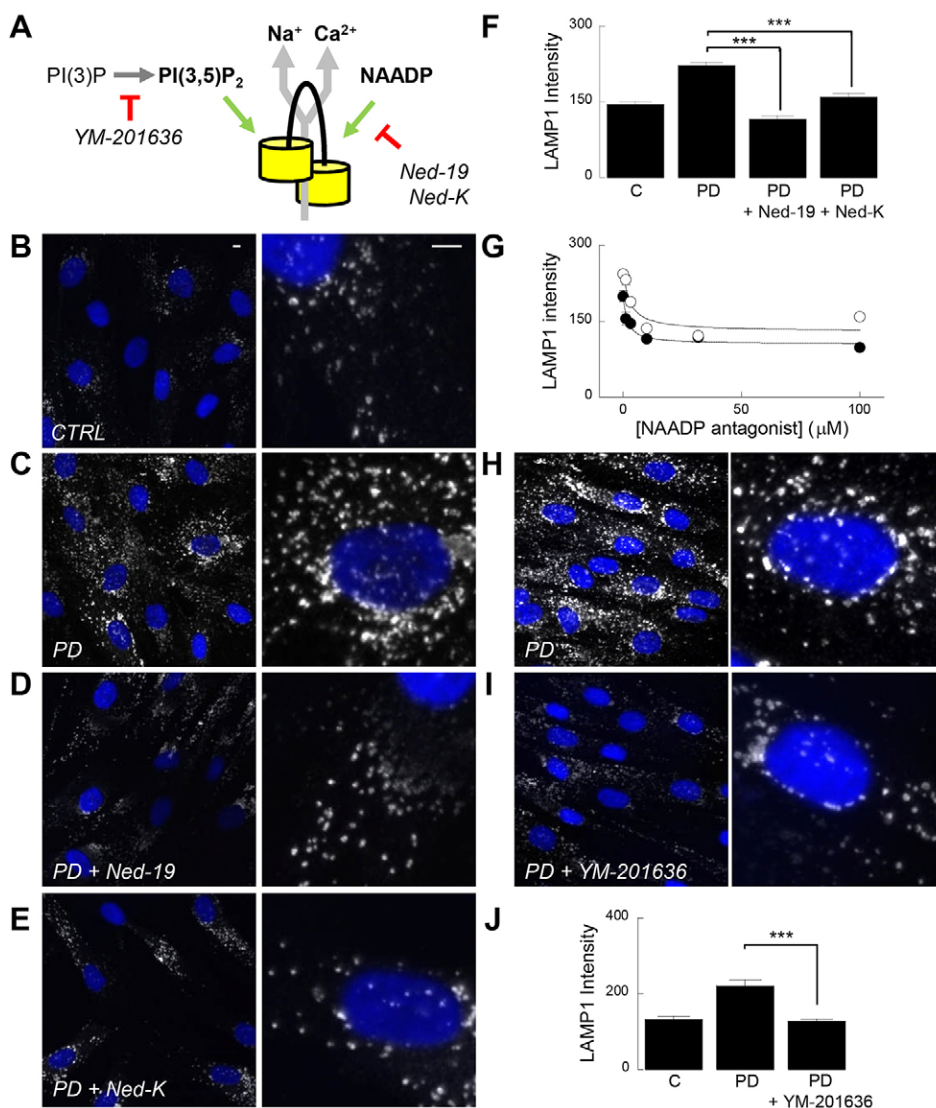 A
Na⁺ Ca²⁺
PI(3)P PI(3,5)P₂ NAADP
YM-201636
Ned-19
Ned-K
B
CTRL
C
PD
D
PD + Ned-19
E
PD + Ned-K
F
LAMP1 Intensity
300
150
0
***
***
C PD PD PD
+ Ned-19 + Ned-K
G
LAMP1 intensity
300
150
0
0 50 100
[NAADP antagonist] (μM)
H
PD
I
PD + YM-201636
J
LAMP1 Intensity
400
200
0
***
C PD PD
+ YM-201636